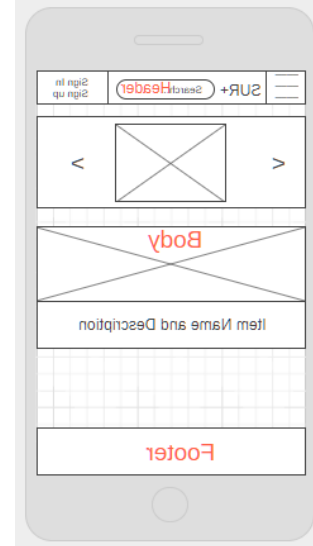 SUR+ Search Header Sign In
Sign up
Body
Item Name and Description
Footer